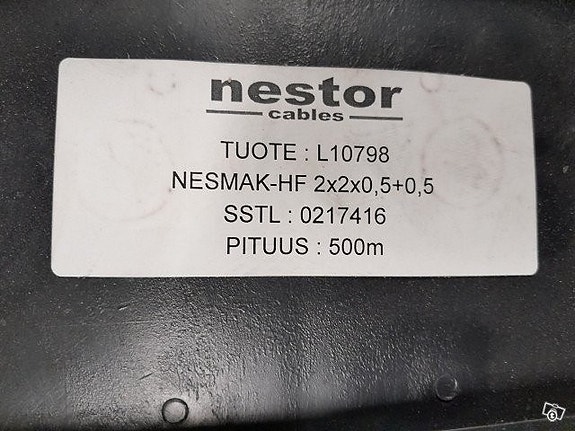 nestor
cables
TUOTE : L10798
NESMAK-HF 2x2x0,5+0,5
SSTL : 0217416
PITUUS : 500m